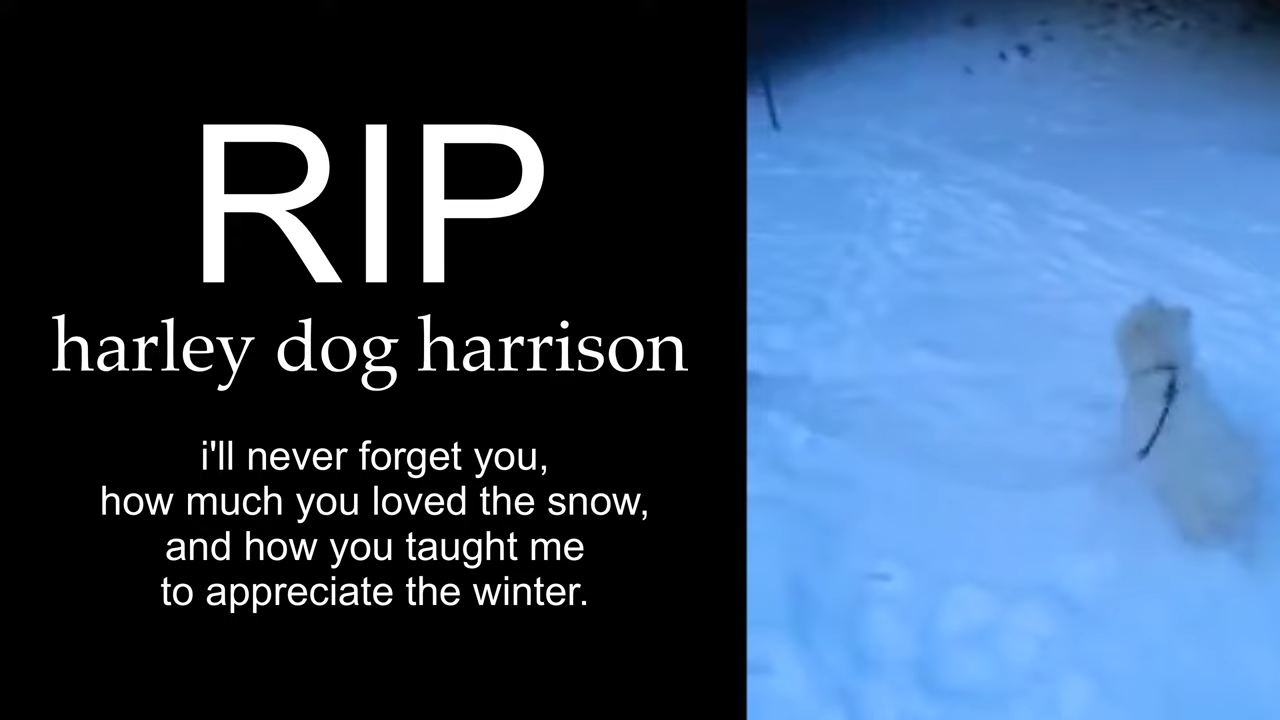 RIP
harley dog harrison
i'll never forget you,
how much you loved the snow,
and how you taught me
to appreciate the winter.